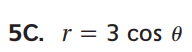 5C. r = 3 cos θ